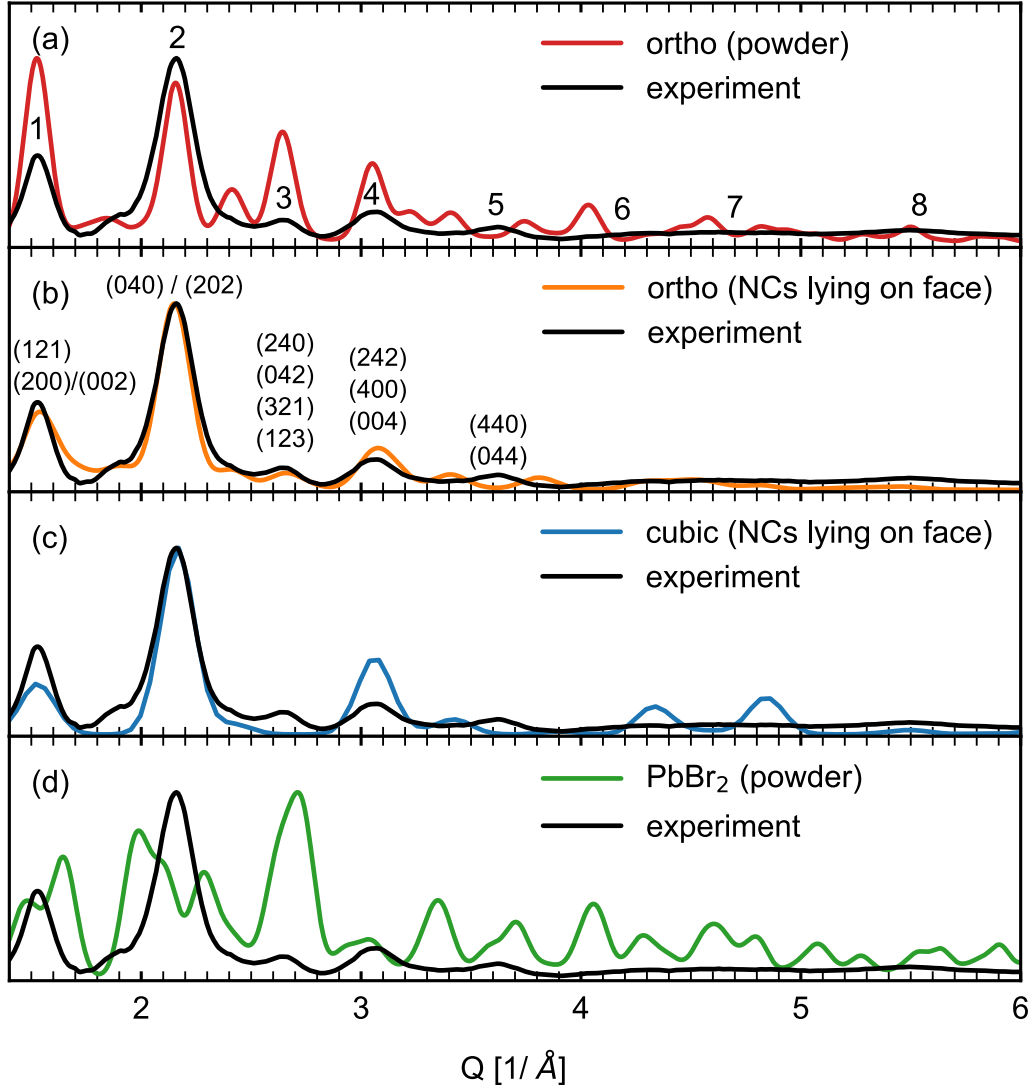 (a)
1
2
3
4
5
6
7
8
ortho (powder)
experiment
(b)
(040) / (202)
(121)
(200)/(002)
(240)
(042)
(321)
(123)
(242)
(400)
(004)
(440)
(044)
ortho (NCs lying on face)
experiment
(c)
cubic (NCs lying on face)
experiment
(d)
PbBr₂ (powder)
experiment
2
3
4
5
6
Q [1/ Å]